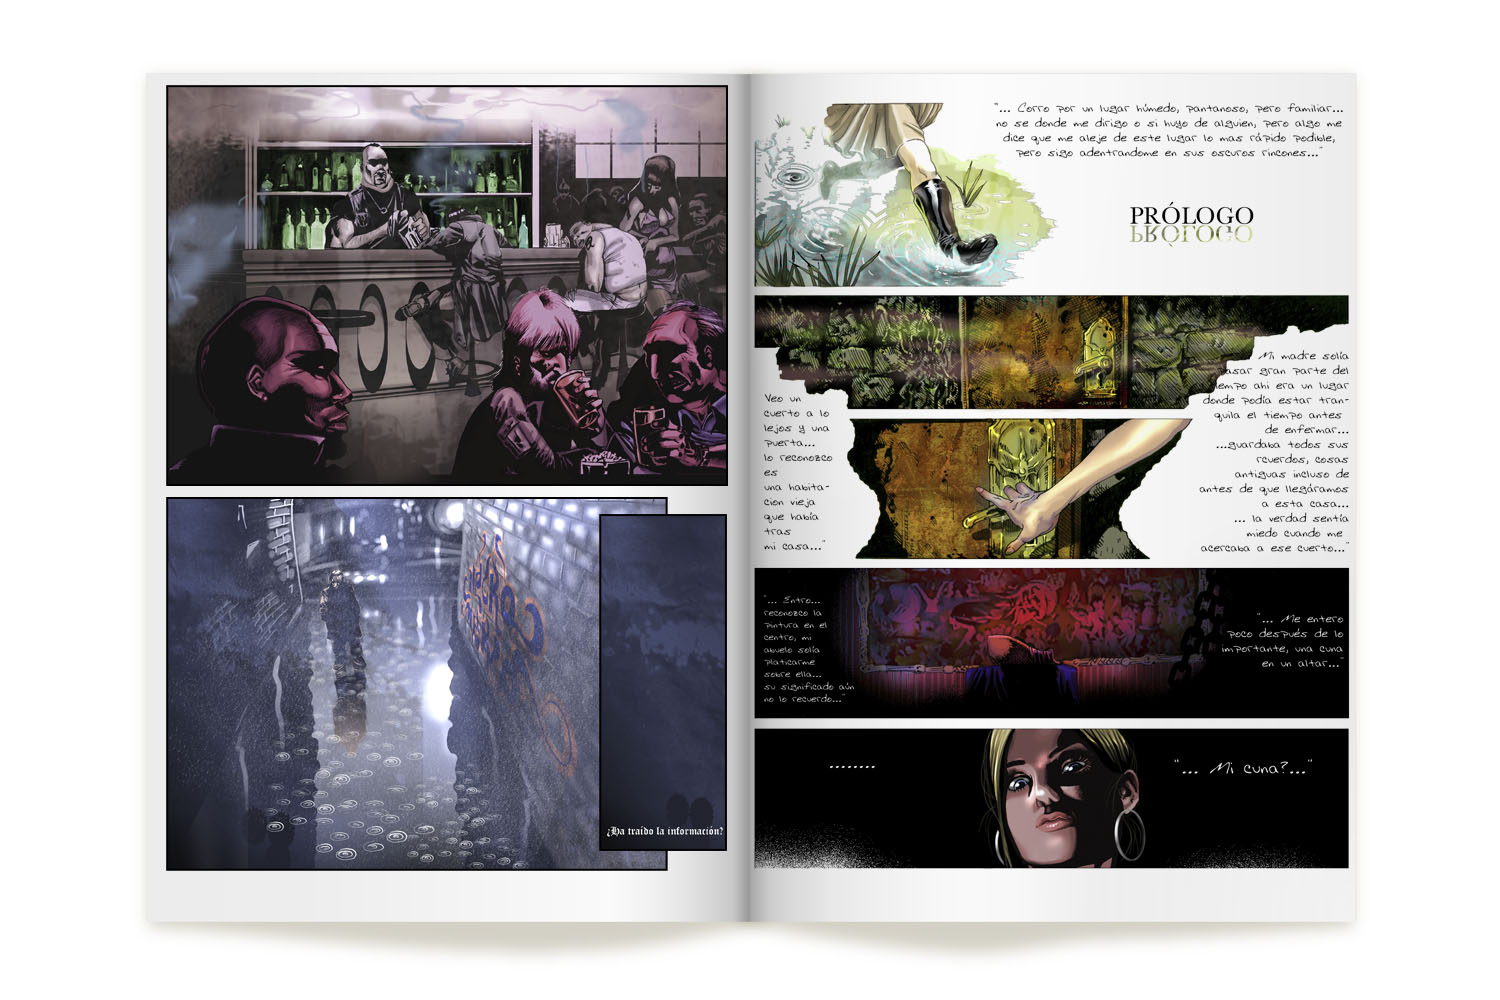 ¿Ha traído la información?
"... Corro por un lugar húmedo, pantanoso, pero familiar...
no se donde me dirigo o si huyo de alguien, pero algo me
dice que me aleje de este lugar lo mas rápido podible,
pero sigo adentrandome en sus oscuros rincones..."
PRÓLOGO
Veo un
cuerto a lo
lejos y una
puerta...
lo reconozco
es
una habita-
cion vieja
que había
tras
mi casa..."
Mi madre solía
pasar gran parte del
tiempo ahi era un lugar
donde podía estar tran-
quila el tiempo antes
de enfermar...
...guardaba todos sus
rcuerdos, cosas
antiguas incluso de
antes de que llegáramos
a esta casa...
... la verdad sentía
miedo cuando me
acercaba a ese cuerto..."
"... Entro...
reconozco la
pintura en el
centro, mi
abuelo solía
platicarme
sobre ella...
su significado aún
no lo recuerdo..."
"... Me entero
poco después de lo
importante, una cuna
en un altar..."
........
"... Mi cuna?..."